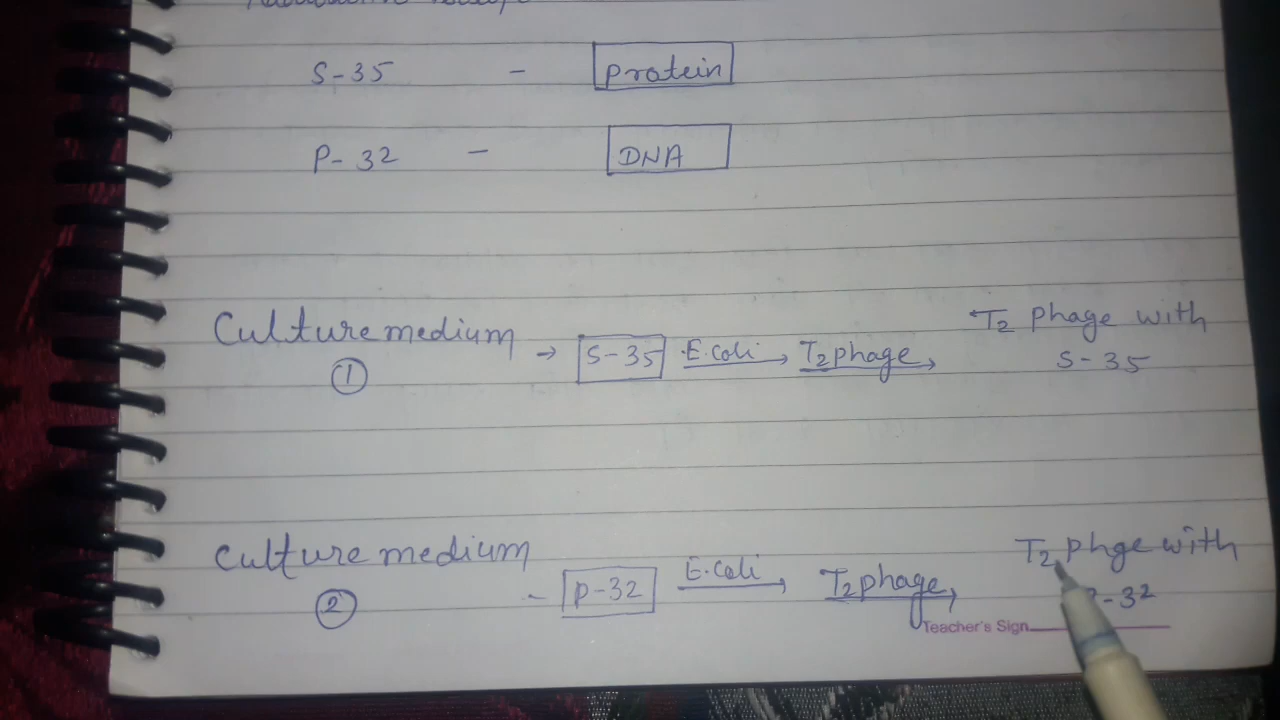 S-35 - protein
P-32 - DNA
Culture medium → S-35 E.coli → T2 phage → T2 phage with
① S-35
Culture medium - P-32 E.coli → T2 phage → T2 phge with
② -32
Teacher's Sign